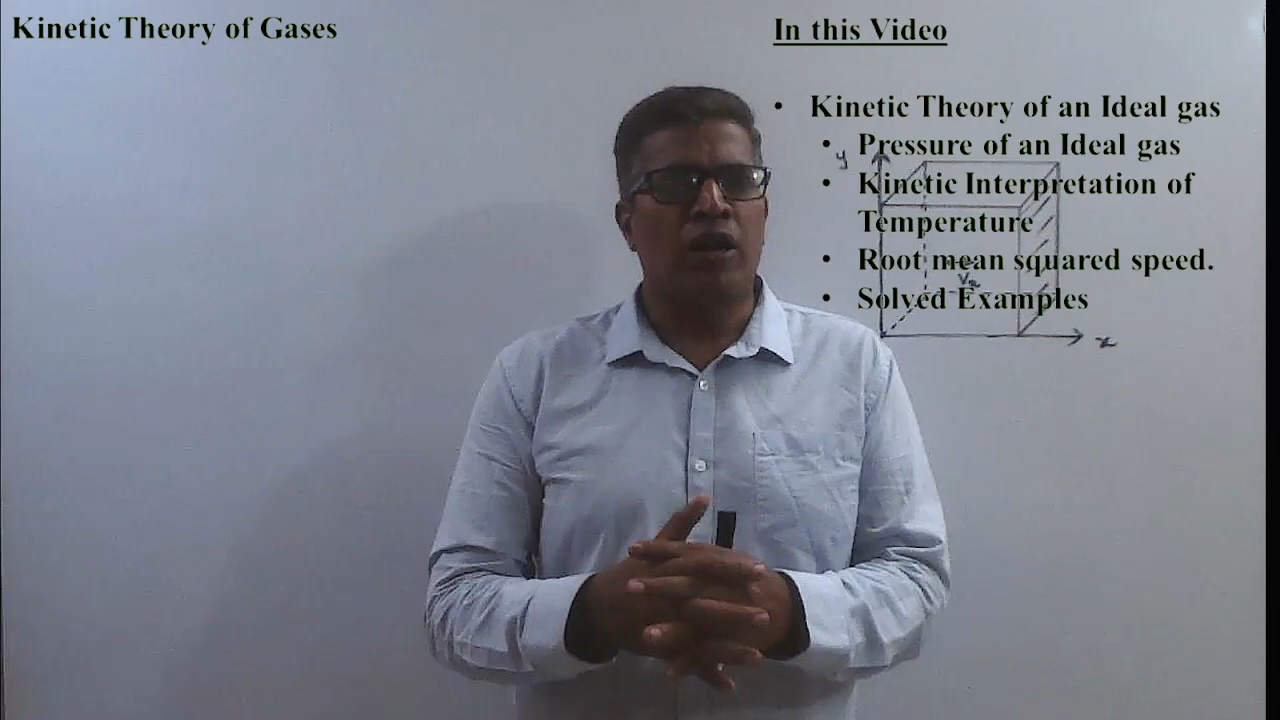 Kinetic Theory of Gases
In this Video
• Kinetic Theory of an Ideal gas
• Pressure of an Ideal gas
• Kinetic Interpretation of
Temperature
• Root mean squared speed.
• Solved Examples
y
x